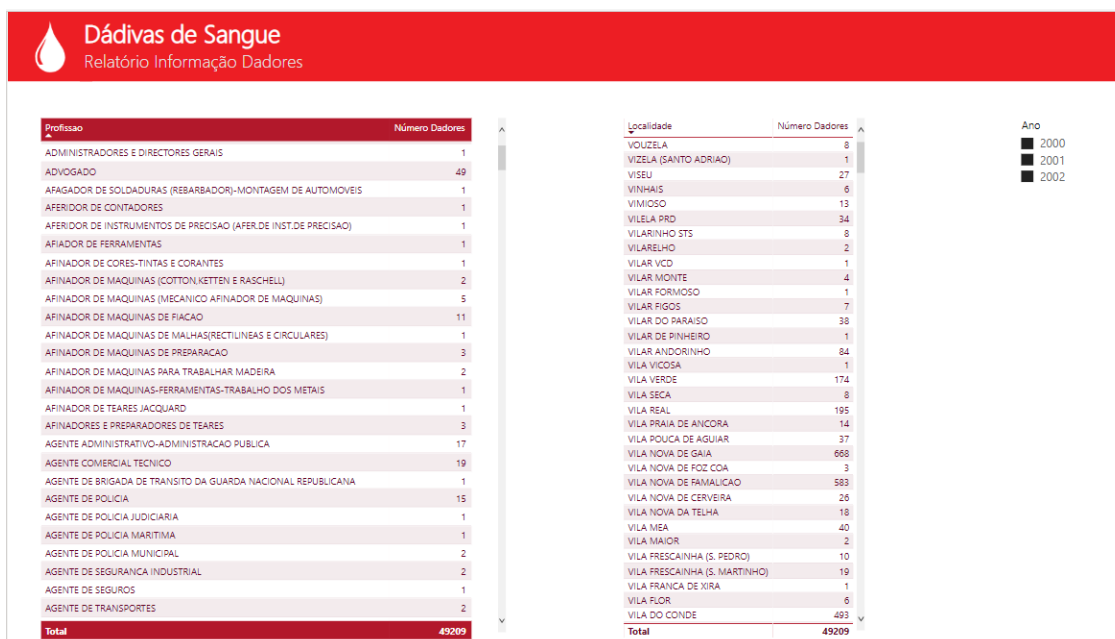 Dádivas de Sangue
Relatório Informação Dadores
Profissao Número Dadores
ADMINISTRADORES E DIRECTORES GERAIS 1
ADVOGADO 49
AFAGADOR DE SOLDADURAS (REBARBADOR)-MONTAGEM DE AUTOMOVEIS 1
AFERIDOR DE CONTADORES 1
AFERIDOR DE INSTRUMENTOS DE PRECISAO (AFER.DE INST.DE PRECISAO) 1
AFIADOR DE FERRAMENTAS 1
AFINADOR DE CORES-TINTAS E CORANTES 1
AFINADOR DE MAQUINAS (COTTON,KETTEN E RASCHELL) 2
AFINADOR DE MAQUINAS (MECANICO AFINADOR DE MAQUINAS) 5
AFINADOR DE MAQUINAS DE FIACAO 11
AFINADOR DE MAQUINAS DE MALHAS(RECTILINEAS E CIRCULARES) 1
AFINADOR DE MAQUINAS DE PREPARACAO 3
AFINADOR DE MAQUINAS PARA TRABALHAR MADEIRA 2
AFINADOR DE MAQUINAS-FERRAMENTAS-TRABALHO DOS METAIS 1
AFINADOR DE TEARES JACQUARD 1
AFINADORES E PREPARADORES DE TEARES 3
AGENTE ADMINISTRATIVO-ADMINISTRACAO PUBLICA 17
AGENTE COMERCIAL TECNICO 19
AGENTE DE BRIGADA DE TRANSITO DA GUARDA NACIONAL REPUBLICANA 1
AGENTE DE POLICIA 15
AGENTE DE POLICIA JUDICIARIA 1
AGENTE DE POLICIA MARITIMA 1
AGENTE DE POLICIA MUNICIPAL 2
AGENTE DE SEGURANCA INDUSTRIAL 2
AGENTE DE SEGUROS 1
AGENTE DE TRANSPORTES 2
Total 49209
Localidade Número Dadores
VOUZELA 8
VIZELA (SANTO ADRIAO) 1
VISEU 27
VINHAIS 6
VIMIOSO 13
VILELA PRD 34
VILARINHO STS 8
VILARELHO 2
VILAR VCD 1
VILAR MONTE 4
VILAR FORMOSO 1
VILAR FIGOS 7
VILAR DO PARAISO 38
VILAR DE PINHEIRO 1
VILAR ANDORINHO 84
VILA VICOSA 1
VILA VERDE 174
VILA SECA 8
VILA REAL 195
VILA PRAIA DE ANCORA 14
VILA POUCA DE AGUIAR 37
VILA NOVA DE GAIA 668
VILA NOVA DE FOZ COA 3
VILA NOVA DE FAMALICAO 583
VILA NOVA DE CERVEIRA 26
VILA NOVA DA TELHA 18
VILA MEA 40
VILA MAIOR 2
VILA FRESCAINHA (S. PEDRO) 10
VILA FRESCAINHA (S. MARTINHO) 19
VILA FRANCA DE XIRA 1
VILA FLOR 6
VILA DO CONDE 493
Total 49209
Ano
2000
2001
2002